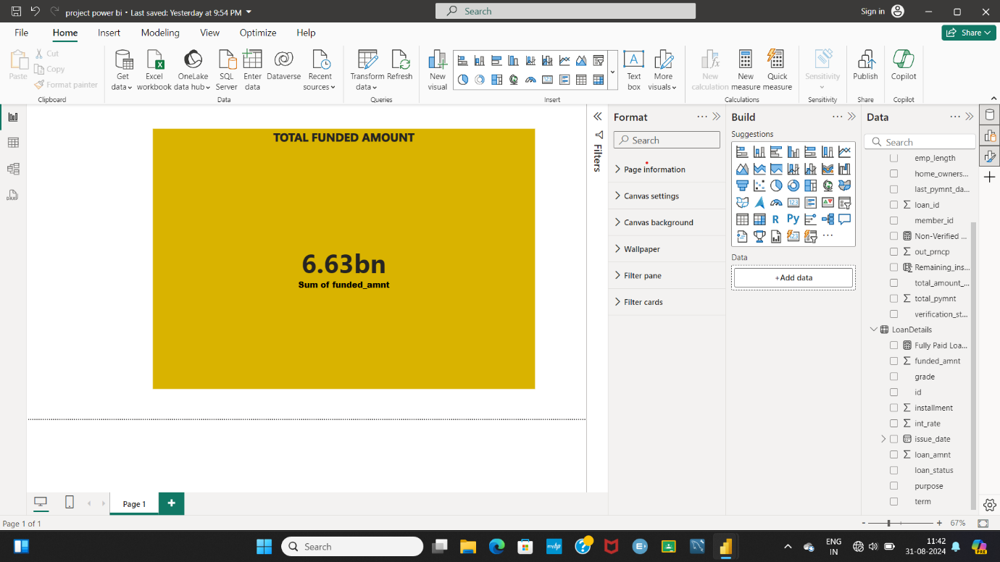 project power bi • Last saved: Yesterday at 9:54 PM
Search
Sign in
File Home Insert Modeling View Optimize Help
Share
Paste
Cut
Copy
Format painter
Clipboard
Get data
Excel workbook
OneLake data hub
SQL Server
Enter data
Dataverse
Recent sources
Data
Transform data
Refresh
Queries
New visual
Text box
More visuals
Insert
New calculation
New measure
Quick measure
Calculations
Sensitivity
Sensitivity
Publish
Share
Copilot
Copilot
TOTAL FUNDED AMOUNT
6.63bn
Sum of funded_amnt
Filters
Format
Search
Page information
Canvas settings
Canvas background
Wallpaper
Filter pane
Filter cards
Build
Suggestions
R
Py
Data
+Add data
Data
Search
emp_length
home_owners...
last_pymnt_da...
loan_id
member_id
Non-Verified ...
out_prncp
Remaining_ins...
total_amount_...
total_pymnt
verification_st...
LoanDetails
Fully Paid Loa...
funded_amnt
grade
id
installment
int_rate
issue_date
loan_amnt
loan_status
purpose
term
Page 1
Page 1 of 1
67%
Search
ENG
IN
11:42
31-08-2024